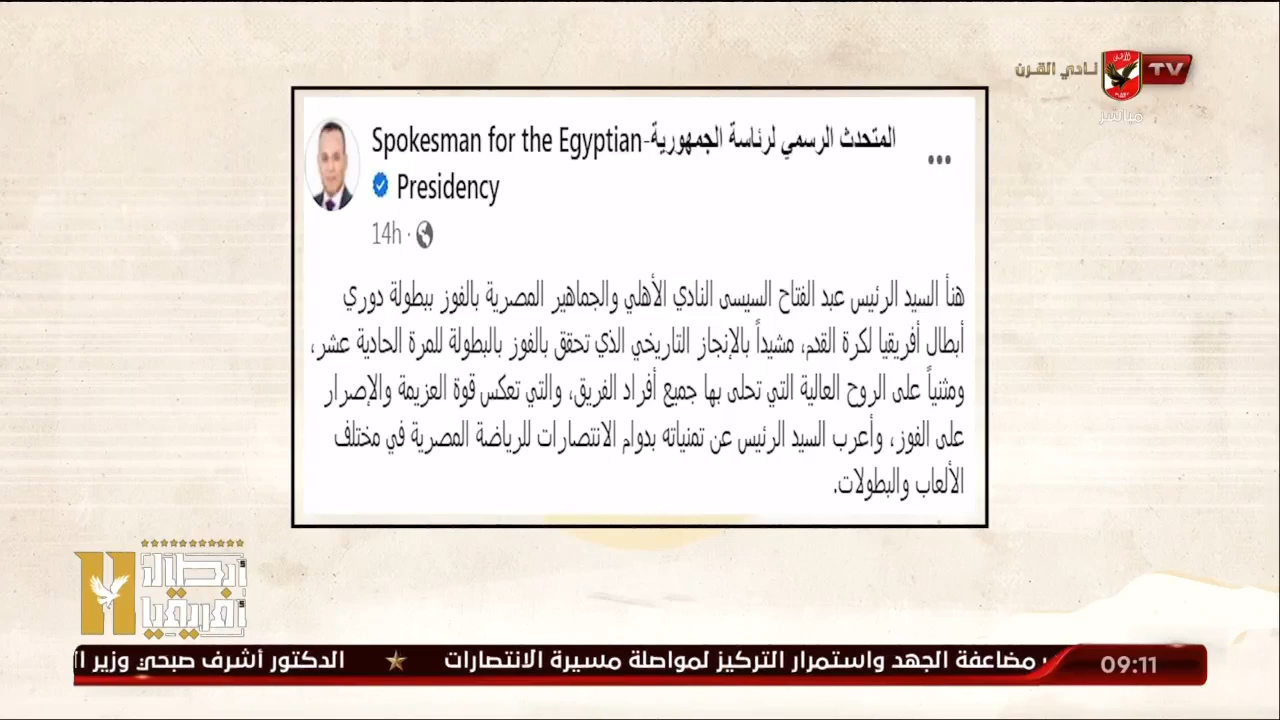 نادي القرن
TV
مباشر
المتحدث الرسمي لرئاسة الجمهورية-Spokesman for the Egyptian
Presidency
14h ·
هنأ السيد الرئيس عبد الفتاح السيسى النادي الأهلي والجماهير المصرية بالفوز ببطولة دوري
أبطال أفريقيا لكرة القدم، مشيداً بالإنجاز التاريخي الذي تحقق بالفوز بالبطولة للمرة الحادية عشر،
ومثنياً على الروح العالية التي تحلى بها جميع أفراد الفريق، والتي تعكس قوة العزيمة والإصرار
على الفوز، وأعرب السيد الرئيس عن تمنياته بدوام الانتصارات للرياضة المصرية في مختلف
الألعاب والبطولات.
11
أبطال
أفريقيا
مضاعفة الجهد واستمرار التركيز لمواصلة مسيرة الانتصارات ★ الدكتور أشرف صبحي وزير
09:11